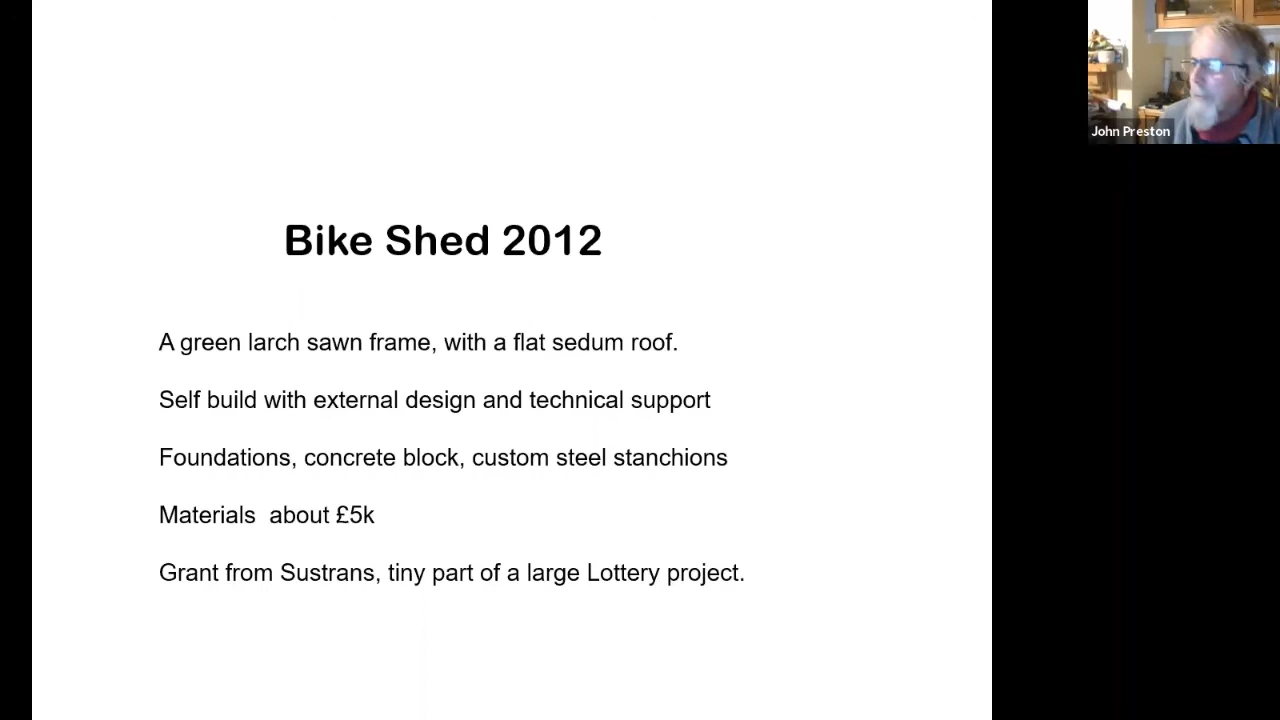 Bike Shed 2012
A green larch sawn frame, with a flat sedum roof.
Self build with external design and technical support
Foundations, concrete block, custom steel stanchions
Materials  about £5k
Grant from Sustrans, tiny part of a large Lottery project.
John Preston